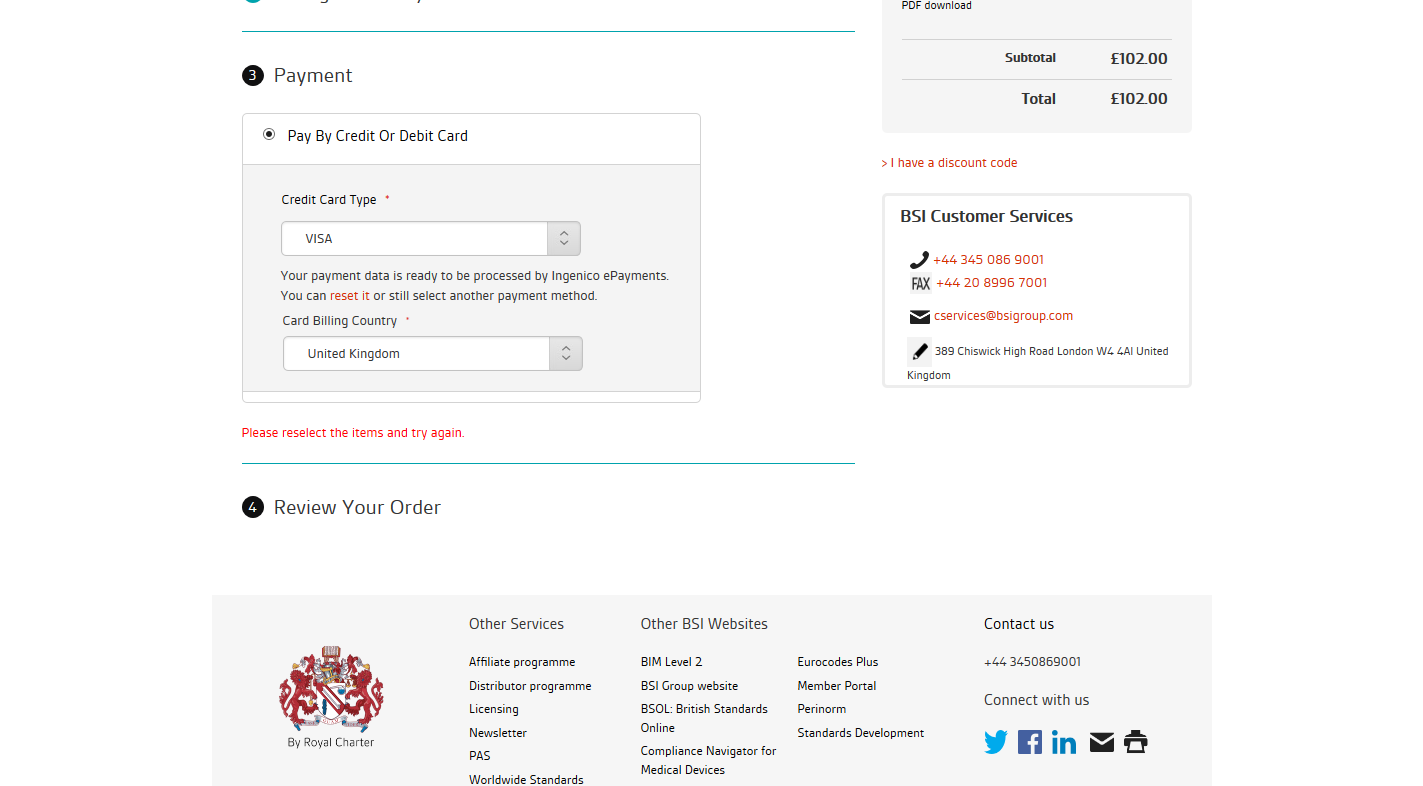 PDF download
Subtotal £102.00
Total £102.00
3 Payment
Pay By Credit Or Debit Card
Credit Card Type *
VISA
Your payment data is ready to be processed by Ingenico ePayments.
You can reset it or still select another payment method.
Card Billing Country *
United Kingdom
Please reselect the items and try again.
4 Review Your Order
> I have a discount code
BSI Customer Services
+44 345 086 9001
FAX +44 20 8996 7001
cservices@bsigroup.com
389 Chiswick High Road London W4 4Al United
Kingdom
By Royal Charter
Other Services
Affiliate programme
Distributor programme
Licensing
Newsletter
PAS
Worldwide Standards
Other BSI Websites
BIM Level 2
BSI Group website
BSOL: British Standards
Online
Compliance Navigator for
Medical Devices
Eurocodes Plus
Member Portal
Perinorm
Standards Development
Contact us
+44 3450869001
Connect with us